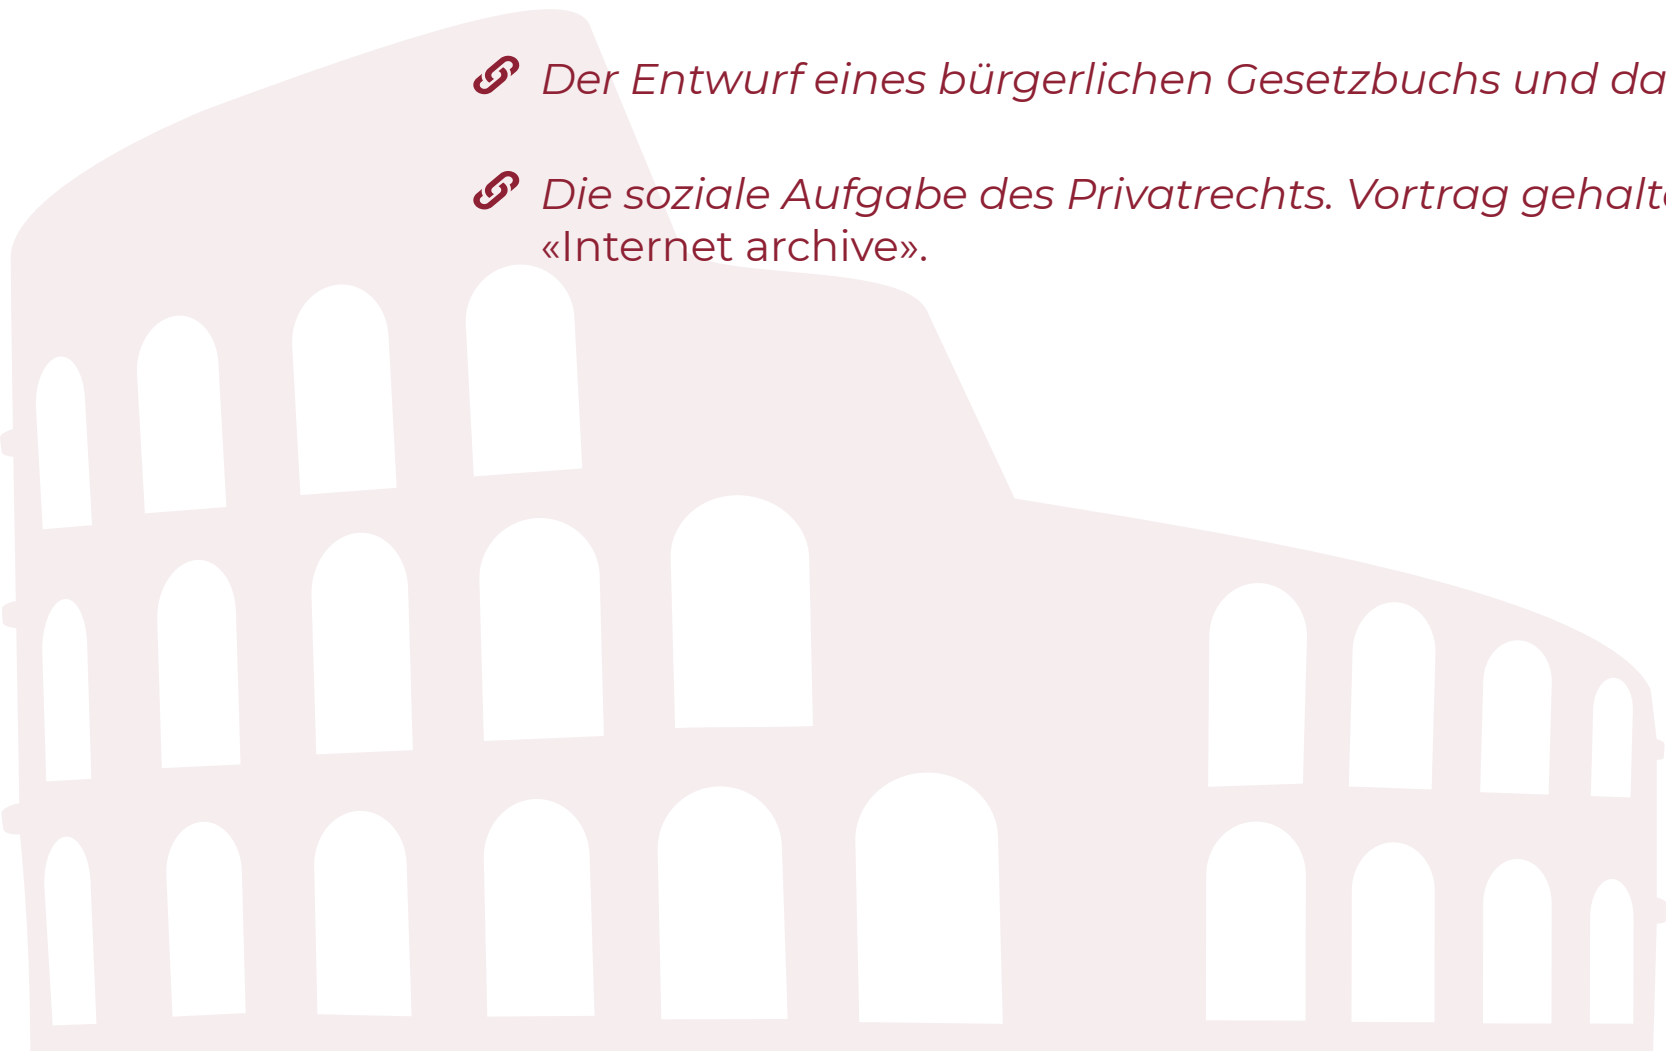 Der Entwurf eines bürgerlichen Gesetzbuchs und da
Die soziale Aufgabe des Privatrechts. Vortrag gehalt
«Internet archive».